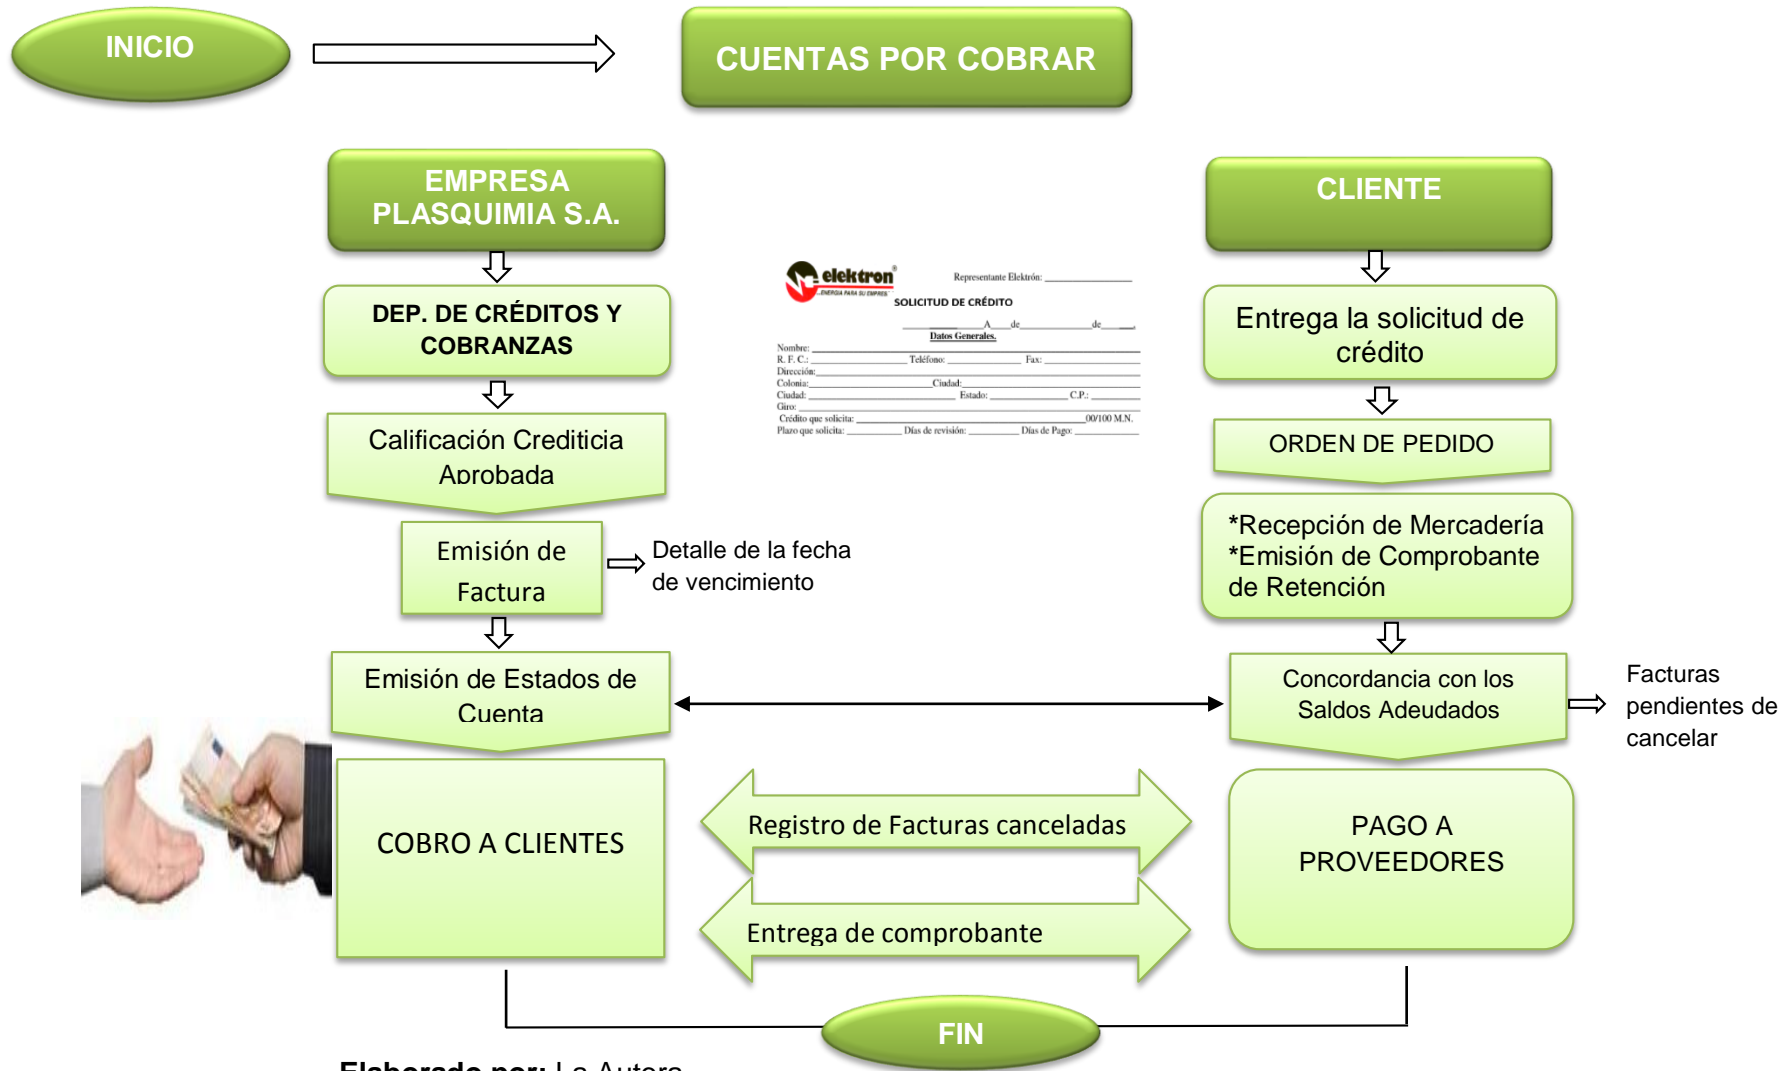 INICIO
CUENTAS POR COBRAR
EMPRESA
PLASQUIMIA S.A.
DEP. DE CRÉDITOS Y
COBRANZAS
Calificación Crediticia
Aprobada
Emisión de
Factura
Detalle de la fecha
de vencimiento
Emisión de Estados de
Cuenta
COBRO A CLIENTES
elektron®
Representante Elektrón:
SOLICITUD DE CRÉDITO
A de de
Datos Generales.
Nombre:
R. F. C.: Teléfono: Fax:
Dirección:
Colonia: Ciudad:
Ciudad: Estado: C.P.:
Giro:
Crédito que solicita: 00/100 M.N.
Plazo que solicita: Días de revisión: Días de Pago:
Registro de Facturas canceladas
Entrega de comprobante
CLIENTE
Entrega la solicitud de
crédito
ORDEN DE PEDIDO
*Recepción de Mercadería
*Emisión de Comprobante
de Retención
Concordancia con los
Saldos Adeudados
Facturas
pendientes de
cancelar
PAGO A
PROVEEDORES
FIN
Elaborado por: La Autora